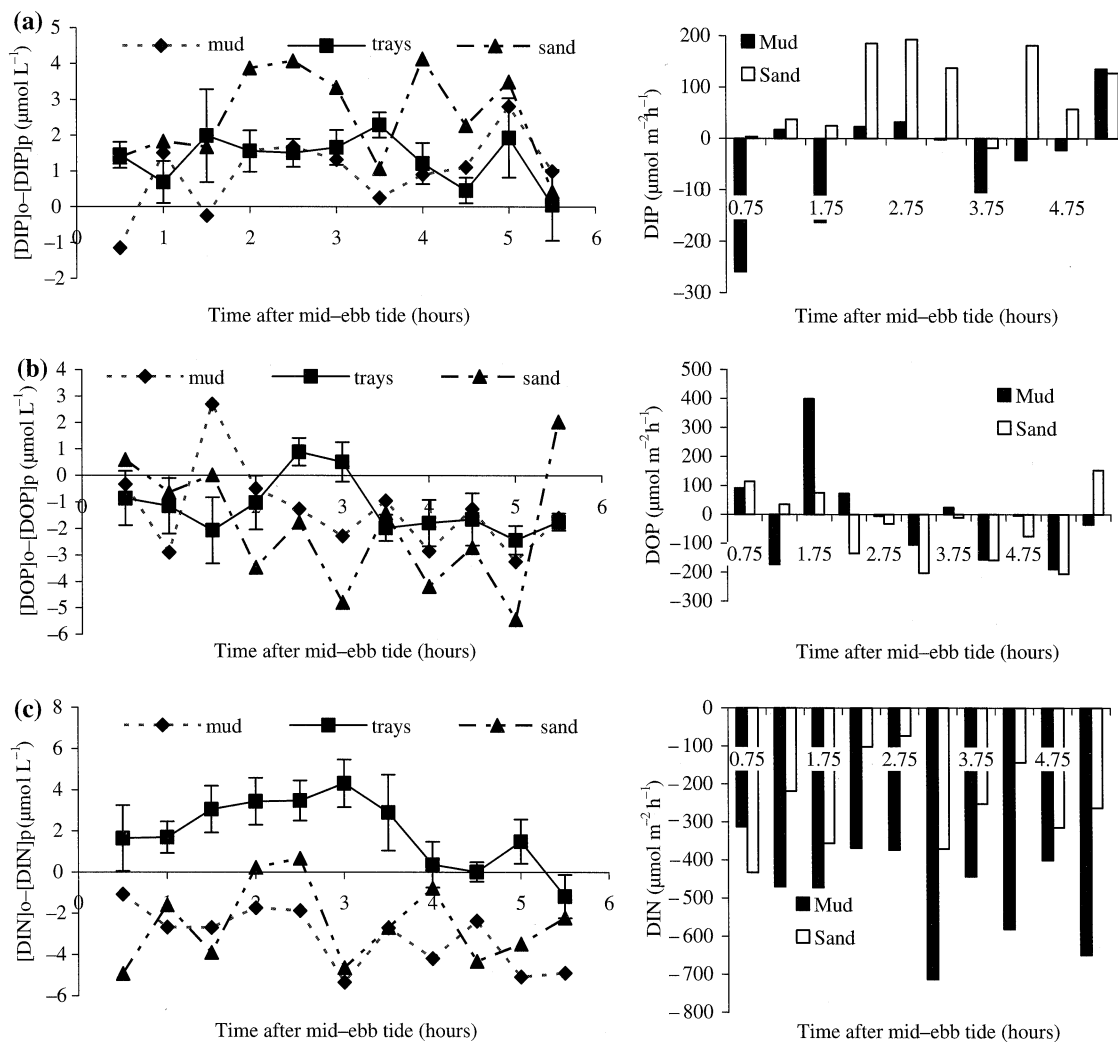 (a)
5
4
3
2
1
0
−1
−2
[DIP]o–[DIP]p (μmol L⁻¹)
mud
trays
sand
0 1 2 3 4 5 6
Time after mid–ebb tide (hours)
200
100
0
−100
−200
−300
DIP (μmol m⁻²h⁻¹)
Mud
Sand
0.75 1.75 2.75 3.75 4.75
Time after mid–ebb tide (hours)
(b)
4
3
2
1
0
−1
−2
−3
−4
−5
−6
[DOP]o–[DOP]p (μmol L⁻¹)
mud
trays
sand
0 1 2 3 4 5 6
Time after mid–ebb tide (hours)
500
400
300
200
100
0
−100
−200
−300
DOP (μmol m⁻²h⁻¹)
Mud
Sand
0.75 1.75 2.75 3.75 4.75
Time after mid–ebb tide (hours)
(c)
8
6
4
2
0
−2
−4
−6
[DIN]o–[DIN]p (μmol L⁻¹)
mud
trays
sand
0 1 2 3 4 5 6
Time after mid–ebb tide (hours)
0
−100
−200
−300
−400
−500
−600
−700
−800
DIN (μmol m⁻²h⁻¹)
0.75 1.75 2.75 3.75 4.75
Mud
Sand
Time after mid–ebb tide (hours)